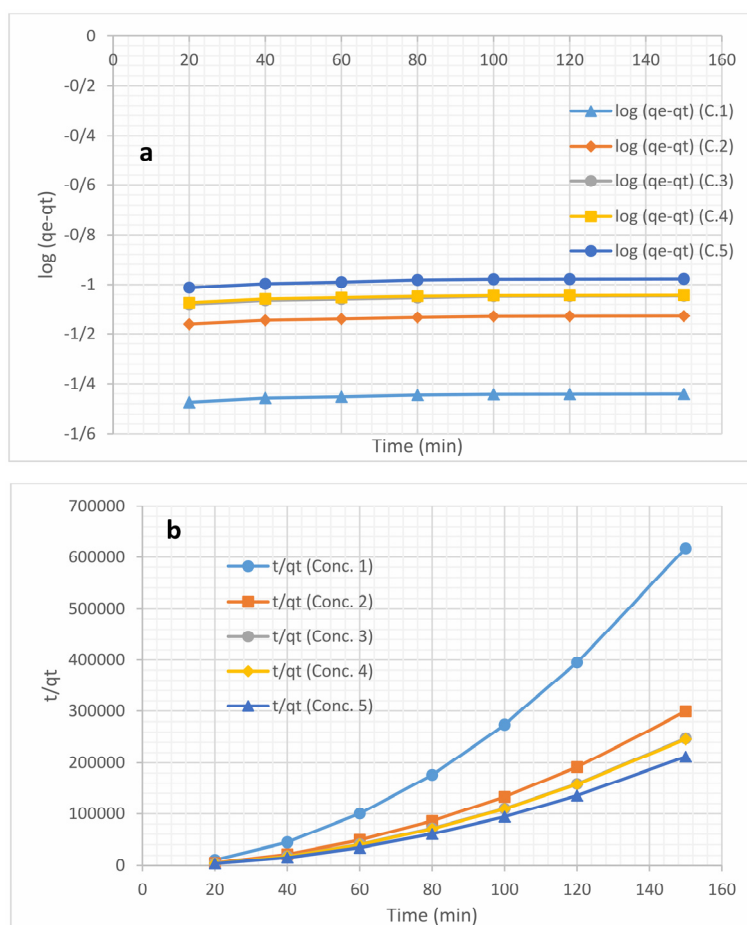 0
0 20 40 60 80 100 120 140 160
-0/2
-0/4
-0/6
-0/8
-1
-1/2
-1/4
-1/6
log (qe-qt)
a
log (qe-qt) (C.1)
log (qe-qt) (C.2)
log (qe-qt) (C.3)
log (qe-qt) (C.4)
log (qe-qt) (C.5)
Time (min)
700000
600000
500000
400000
300000
200000
100000
0
t/qt
b
t/qt (Conc. 1)
t/qt (Conc. 2)
t/qt (Conc. 3)
t/qt (Conc. 4)
t/qt (Conc. 5)
0 20 40 60 80 100 120 140 160
Time (min)